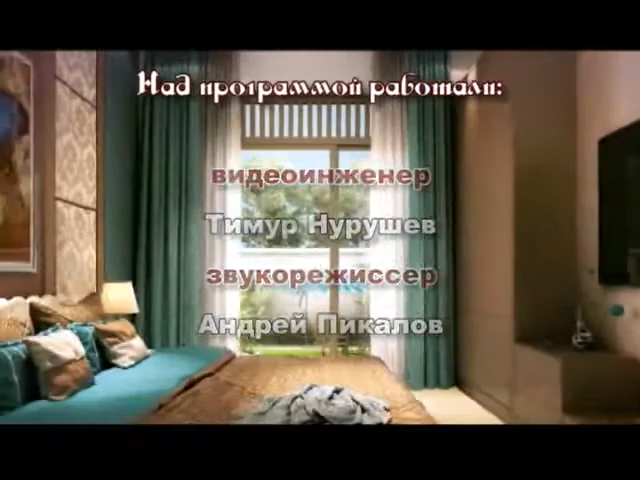 Над программой работали:
видеоинженер
Тимур Нурушев
звукорежиссер
Андрей Пикалов